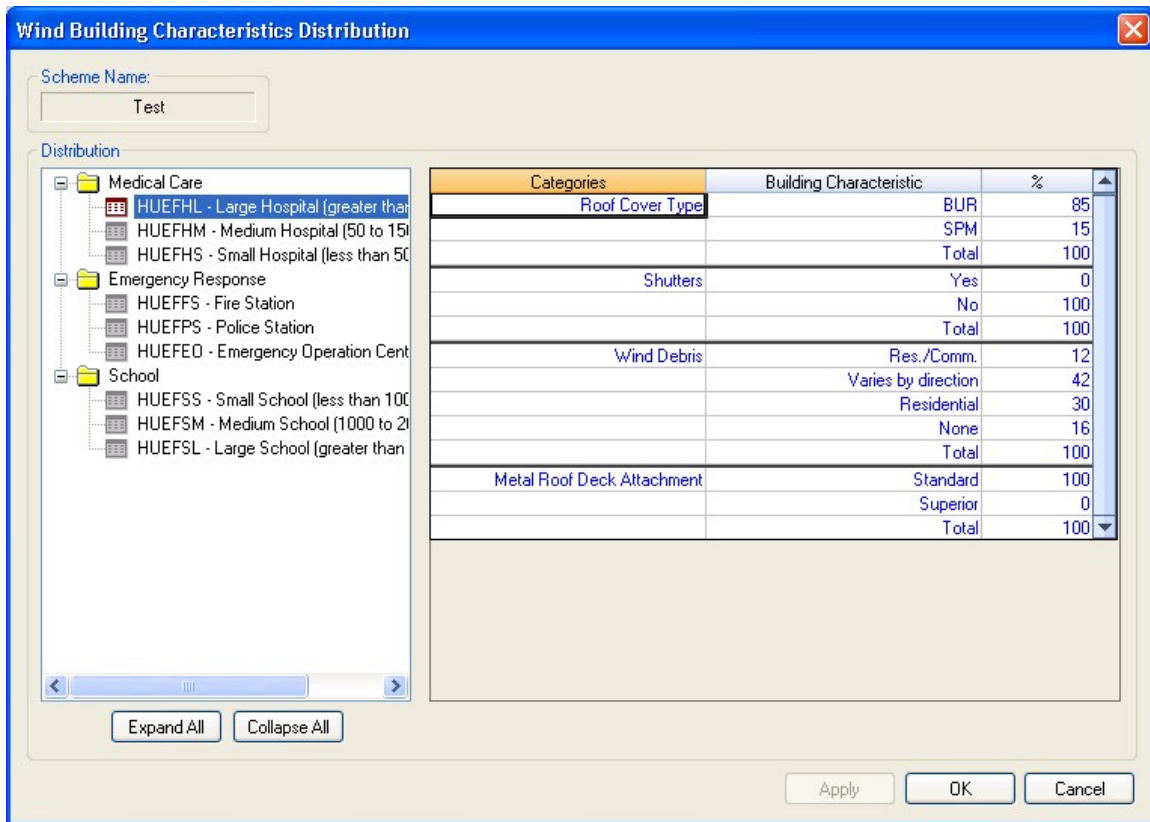 Wind Building Characteristics Distribution
Scheme Name:
Test
Distribution
Medical Care
HUEFHL - Large Hospital (greater than
HUEFHM - Medium Hospital (50 to 15
HUEFHS - Small Hospital (less than 50
Emergency Response
HUEFFS - Fire Station
HUEFPS - Police Station
HUEFEO - Emergency Operation Cent
School
HUEFSS - Small School (less than 100
HUEFSM - Medium School (1000 to 2
HUEFSL - Large School (greater than
Expand All Collapse All
Categories Building Characteristic %
Roof Cover Type BUR 85
SPM 15
Total 100
Shutters Yes 0
No 100
Total 100
Wind Debris Res./Comm. 12
Varies by direction 42
Residential 30
None 16
Total 100
Metal Roof Deck Attachment Standard 100
Superior 0
Total 100
Apply OK Cancel